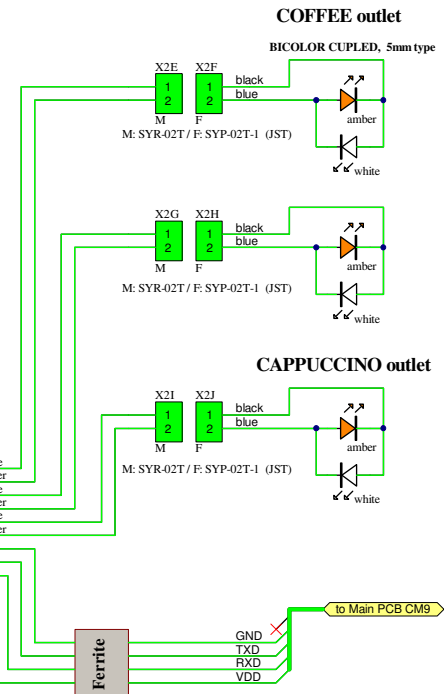 COFFEE outlet
BICOLOR CUPLED, 5mm type
X2E X2F
1 1 black
2 2 blue
M F
amber
M: SYR-02T / F: SYP-02T-1 (JST)
white
X2G X2H
1 1 black
2 2 blue
M F
amber
M: SYR-02T / F: SYP-02T-1 (JST)
white
CAPPUCCINO outlet
X2I X2J
1 1 black
2 2 blue
M F
amber
M: SYR-02T / F: SYP-02T-1 (JST)
white
e
er
e
er
e
er
to Main PCB CM9
Ferrite
GND
TXD
RXD
VDD